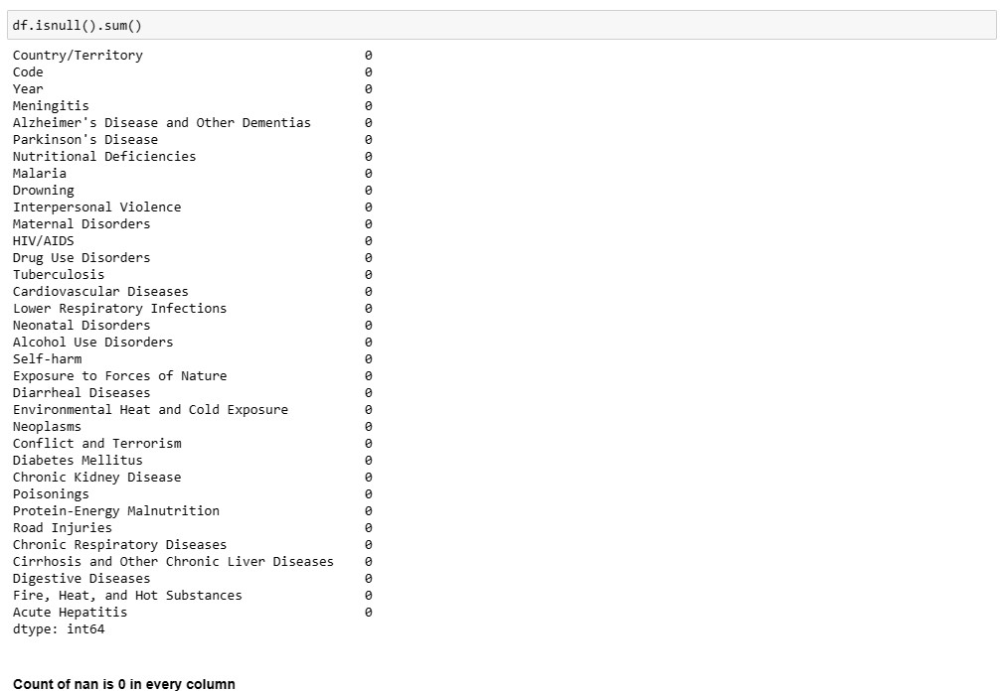 df.isnull().sum()
Country/Territory 0
Code 0
Year 0
Meningitis 0
Alzheimer's Disease and Other Dementias 0
Parkinson's Disease 0
Nutritional Deficiencies 0
Malaria 0
Drowning 0
Interpersonal Violence 0
Maternal Disorders 0
HIV/AIDS 0
Drug Use Disorders 0
Tuberculosis 0
Cardiovascular Diseases 0
Lower Respiratory Infections 0
Neonatal Disorders 0
Alcohol Use Disorders 0
Self-harm 0
Exposure to Forces of Nature 0
Diarrheal Diseases 0
Environmental Heat and Cold Exposure 0
Neoplasms 0
Conflict and Terrorism 0
Diabetes Mellitus 0
Chronic Kidney Disease 0
Poisonings 0
Protein-Energy Malnutrition 0
Road Injuries 0
Chronic Respiratory Diseases 0
Cirrhosis and Other Chronic Liver Diseases 0
Digestive Diseases 0
Fire, Heat, and Hot Substances 0
Acute Hepatitis 0
dtype: int64
Count of nan is 0 in every column